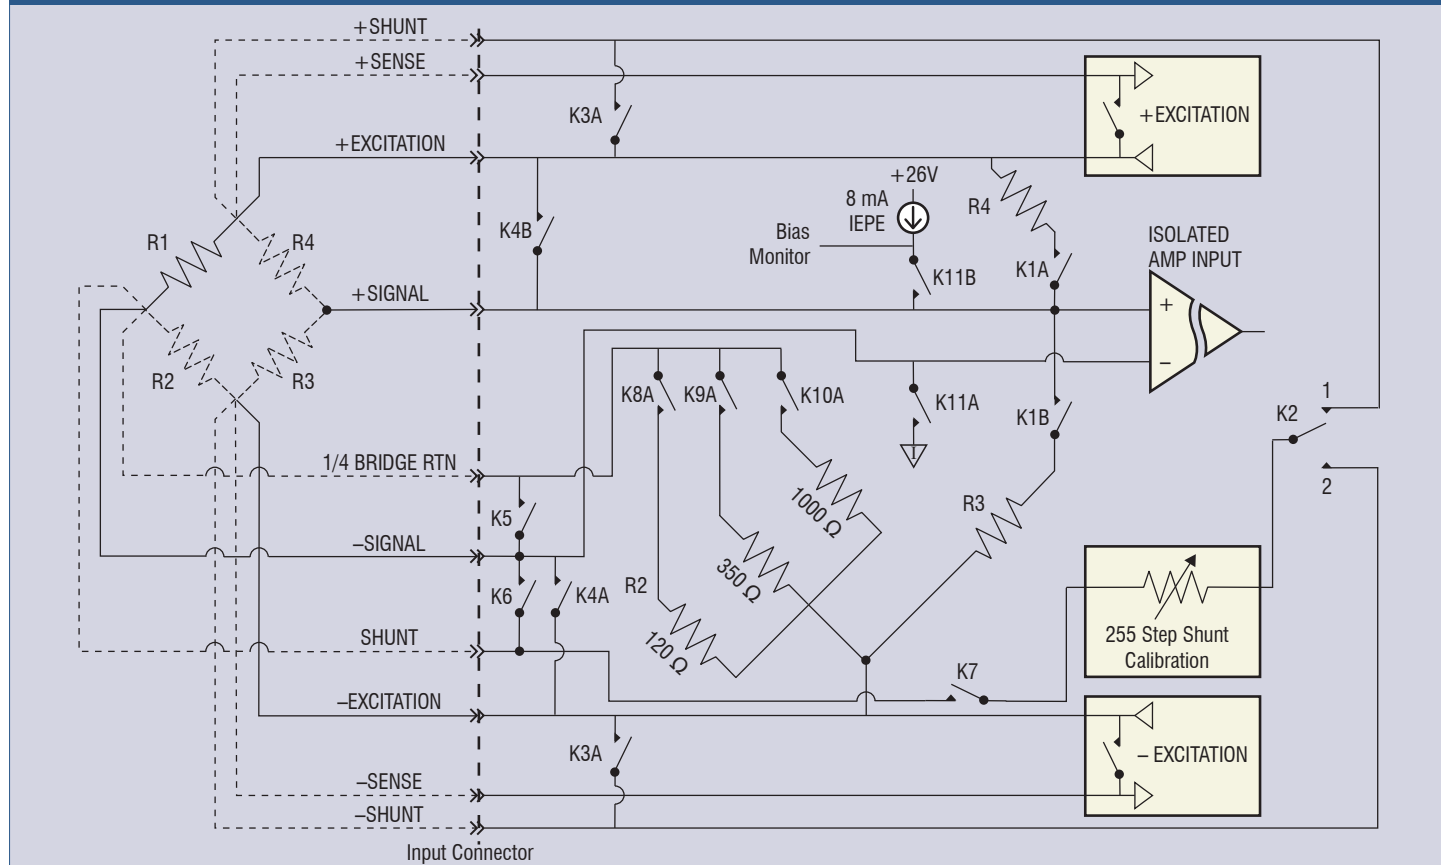 +SHUNT
+SENSE
K3A
+EXCITATION
+EXCITATION
+26V
8 mA
IEPE
R4
Bias
Monitor
K4B
K11B
K1A
ISOLATED
AMP INPUT
R1
R4
+SIGNAL
+
−
R2
R3
K8A
K9A
K10A
K11A
K1B
K2
1
2
I
1/4 BRIDGE RTN
K5
1000 Ω
R3
−SIGNAL
K6
K4A
R2
350 Ω
120 Ω
SHUNT
255 Step Shunt
Calibration
K7
−EXCITATION
K3A
− EXCITATION
−SENSE
−SHUNT
Input Connector